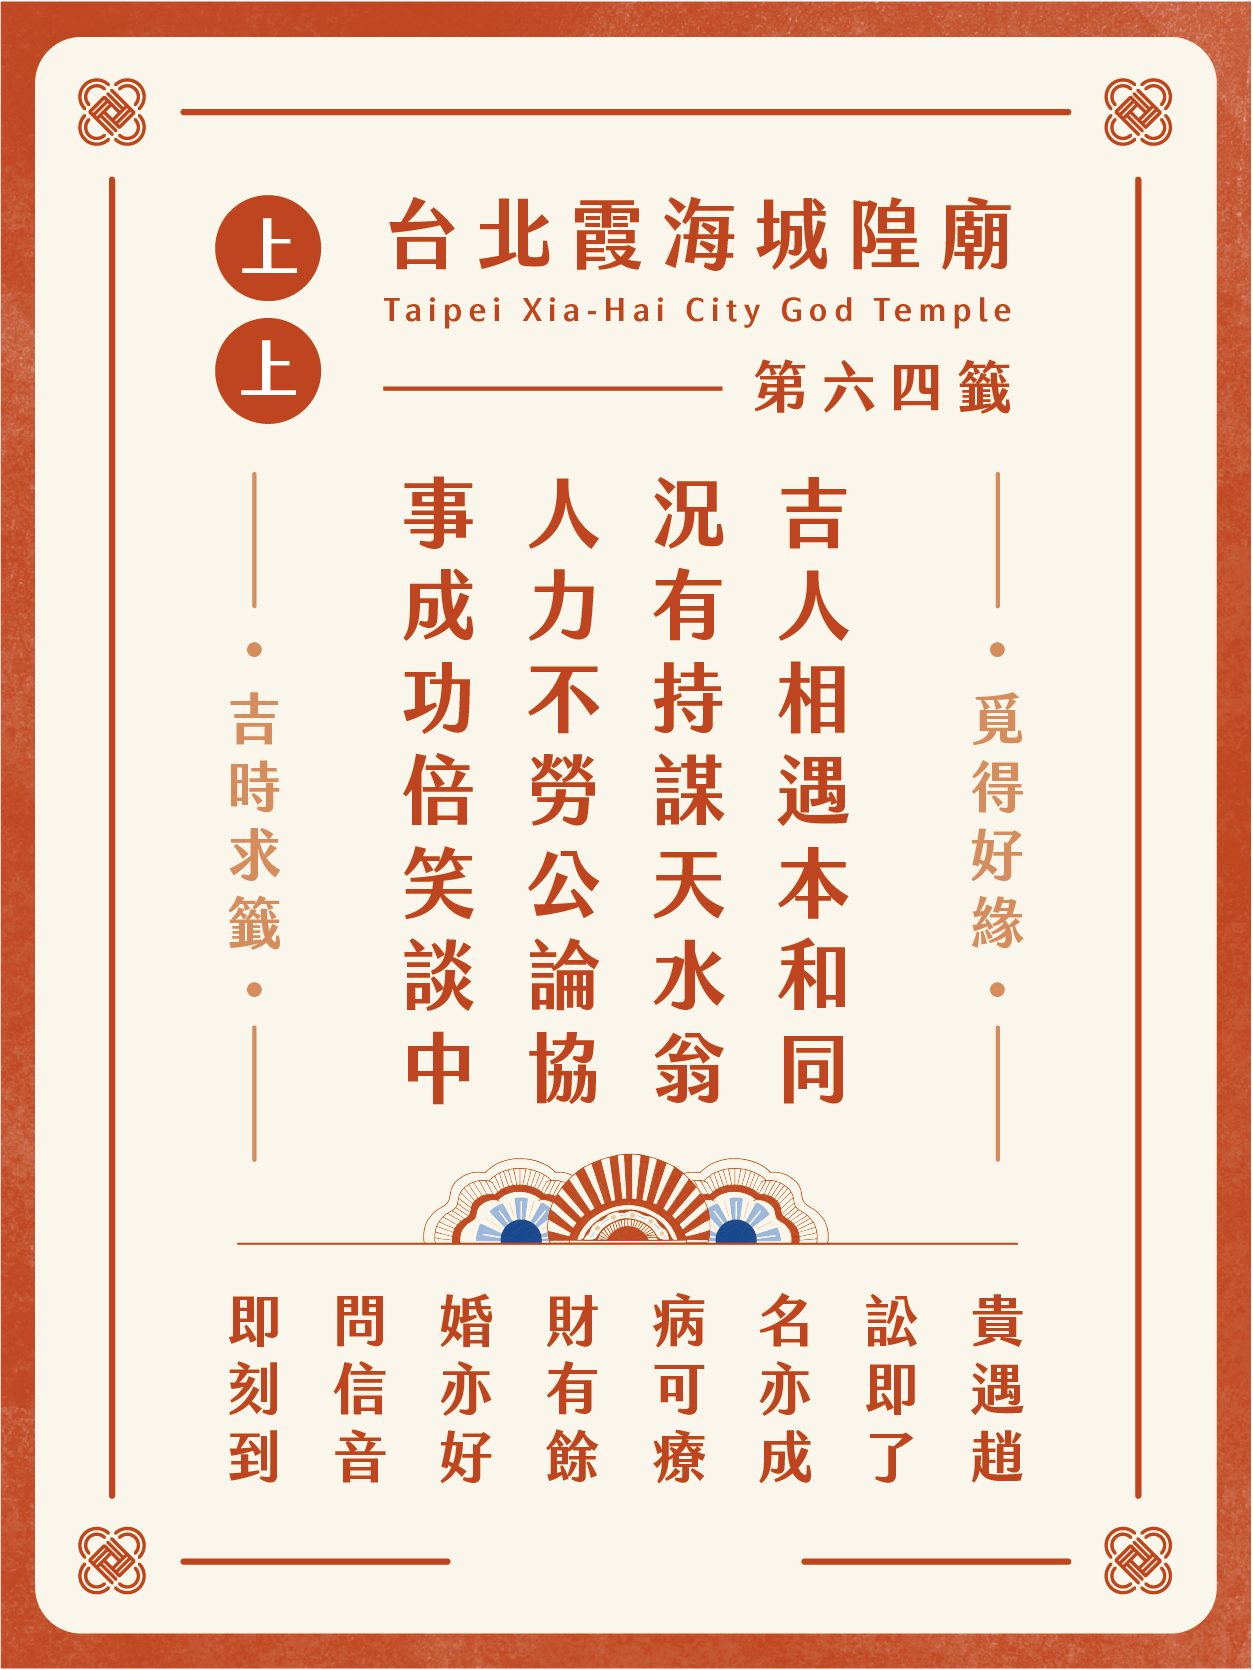 上上
台北霞海城隍廟
Taipei Xia-Hai City God Temple
第六四籤
覓得好緣
吉人相遇本和同
況有持謀天水翁
人力不勞公論協
事成功倍笑談中
吉時求籤
貴遇趙
訟即了
名亦成
病可療
財有餘
婚亦好
問信音
即刻到